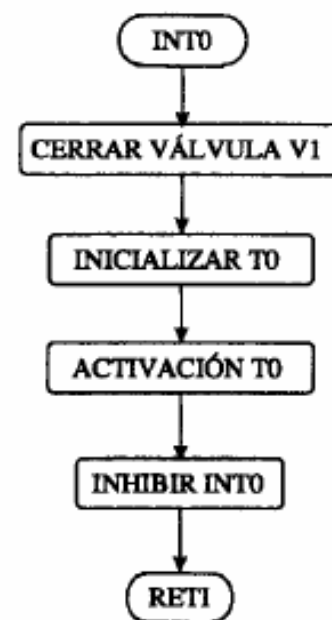 INT0
CERRAR VÁLVULA V1
INICIALIZAR T0
ACTIVACIÓN T0
INHIBIR INT0
RETI